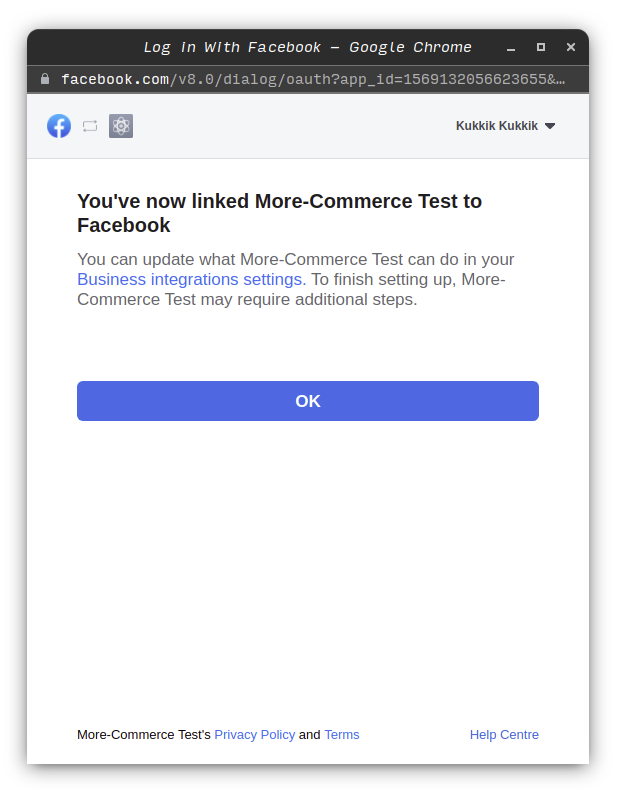 Log in With Facebook – Google Chrome
facebook.com/v8.0/dialog/oauth?app_id=1569132056623655&…
Kukkik Kukkik
You've now linked More-Commerce Test to
Facebook
You can update what More-Commerce Test can do in your
Business integrations settings. To finish setting up, More-
Commerce Test may require additional steps.
OK
More-Commerce Test's Privacy Policy and Terms
Help Centre